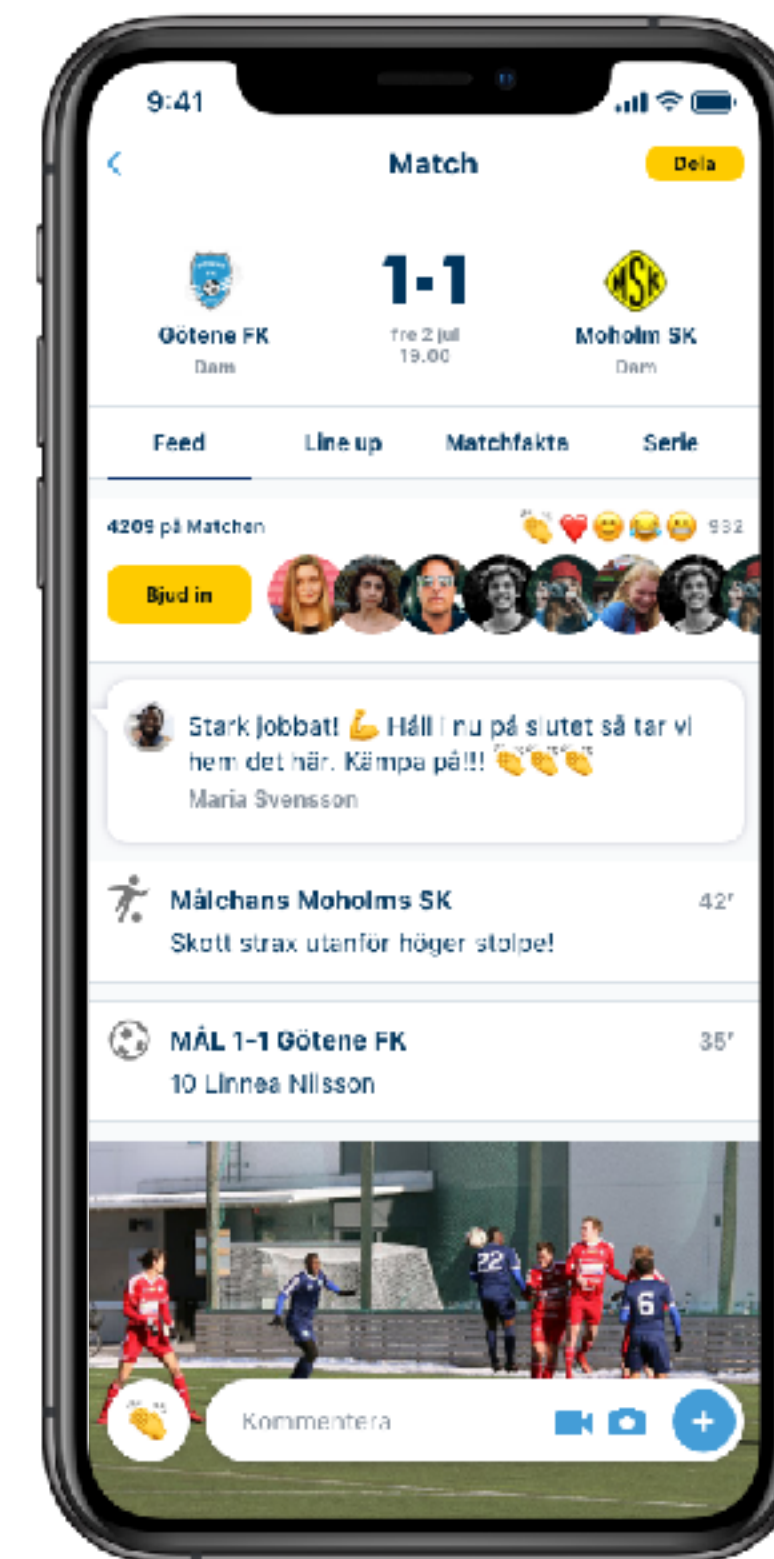 9:41
Match
Dela
1-1
MSK
Götene FK
fre 2 jul
Moholm SK
Dam
19.00
Dam
Feed
Line up
Matchfakta
Serie
4209 på Matchen
932
Bjud in
Stark jobbat! 💪 Håll i nu på slutet så tar vi
hem det här. Kämpa på!!! 👏👏👏
Maria Svensson
Målchans Moholms SK
42'
Skott strax utanför höger stolpe!
MÅL 1-1 Götene FK
35'
10 Linnea Nilsson
22
6
Kommentera